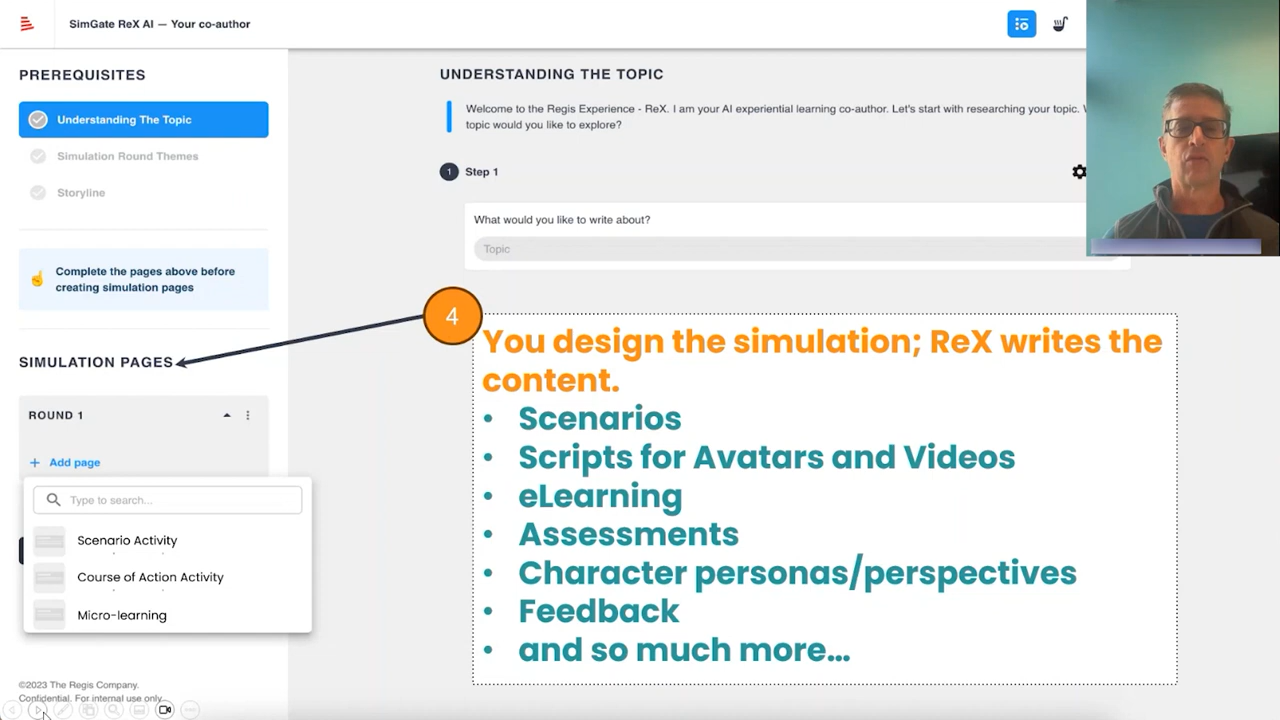 SimGate ReX AI — Your co-author
PREREQUISITES
Understanding The Topic
Simulation Round Themes
Storyline
Complete the pages above before
creating simulation pages
SIMULATION PAGES
ROUND 1
+ Add page
Type to search...
Scenario Activity
Course of Action Activity
Micro-learning
©2023 The Regis Company.
Confidential. For internal use only.
UNDERSTANDING THE TOPIC
Welcome to the Regis Experience - ReX. I am your AI experiential learning co-author. Let's start with researching your topic.
topic would you like to explore?
1 Step 1
What would you like to write about?
Topic
4
You design the simulation; ReX writes the
content.
• Scenarios
• Scripts for Avatars and Videos
• eLearning
• Assessments
• Character personas/perspectives
• Feedback
• and so much more...